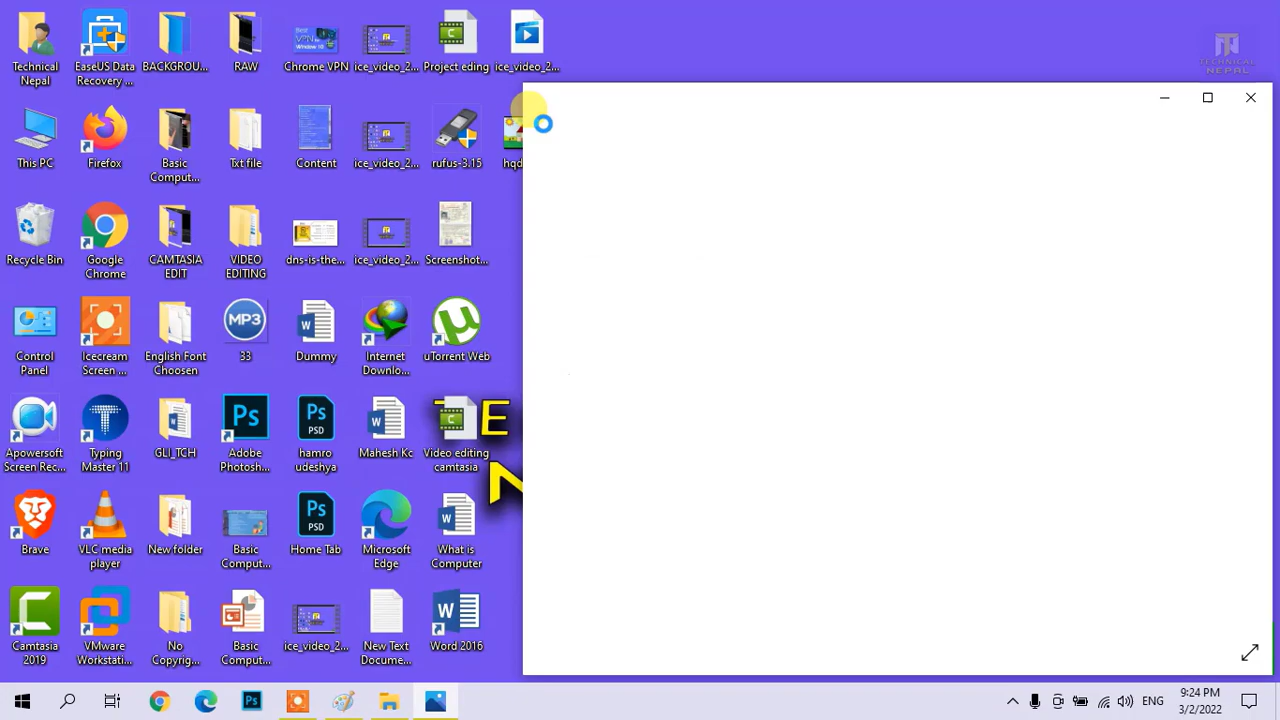 Technical
Nepal
EaseUS Data
Recovery ...
BACKGROU...
RAW
Chrome VPN
ice_video_2...
Project eding
ice_video_2...
TECHNICAL
NEPAL
This PC
Firefox
Basic
Comput...
Txt file
Content
ice_video_2...
rufus-3.15
Recycle Bin
Google
Chrome
CAMTASIA
EDIT
VIDEO
EDITING
dns-is-the...
ice_video_2...
Screenshot...
MP3
Control
Panel
Icecream
Screen ...
English Font
Choosen
33
Dummy
Internet
Downlo...
uTorrent Web
Ps
Ps
PSD
Apowersoft
Screen Rec...
Typing
Master 11
GLI_TCH
Adobe
Photosh...
hamro
udeshya
Mahesh Kc
Video editing
camtasia
Ps
PSD
Brave
VLC media
player
New folder
Basic
Comput...
Home Tab
Microsoft
Edge
What is
Computer
Camtasia
2019
VMware
Workstati...
No
Copyrig...
Basic
Comput...
ice_video_2...
New Text
Docume...
Word 2016
Ps
ENG
9:24 PM
3/2/2022